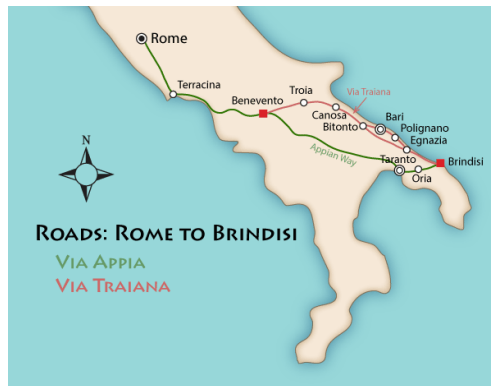 Rome
Terracina
Benevento
Troia
Via Traiana
Canosa
Bitonto
Bari
Polignano
Egnazia
Appian Way
Taranto
Oria
Brindisi
N
Roads: Rome to Brindisi
Via Appia
Via Traiana